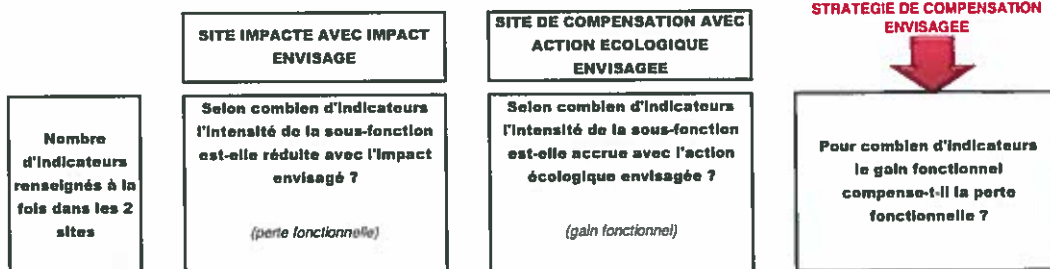 SITE IMPACTE AVEC IMPACT
ENVISAGE
SITE DE COMPENSATION AVEC
ACTION ECOLOGIQUE
ENVISAGEE
STRATEGIE DE COMPENSATION
ENVISAGEE
Nombre
d'indicateurs
renseignés à la
fois dans les 2
sites
Selon combien d'indicateurs
l'intensité de la sous-fonction
est-elle réduite avec l'impact
envisagé ?
(perte fonctionnelle)
Selon combien d'indicateurs
l'intensité de la sous-fonction
est-elle accrue avec l'action
écologique envisagée ?
(gain fonctionnel)
Pour combien d'indicateurs
le gain fonctionnel
compense-t-il la perte
fonctionnelle ?